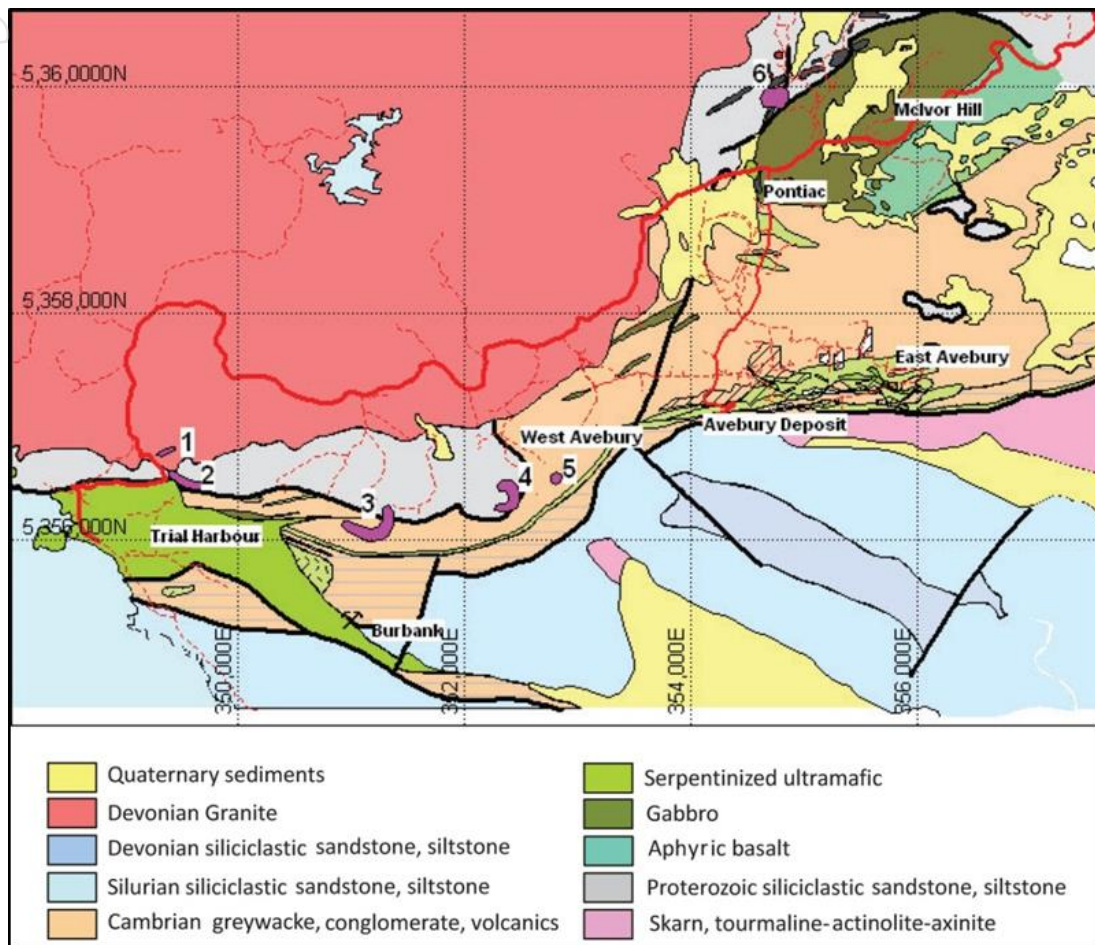 5,36,0000N
6
McIvor Hill
Pontiac
5,358,000N
East Avebury
Avebury Deposit
West Avebury
1
2
3
4
5
Trial Harbour
5,356,000N
Burbank
350,000E
352,000E
354,000E
356,000E
Quaternary sediments
Devonian Granite
Devonian siliciclastic sandstone, siltstone
Silurian siliciclastic sandstone, siltstone
Cambrian greywacke, conglomerate, volcanics
Serpentinized ultramafic
Gabbro
Aphyric basalt
Proterozoic siliciclastic sandstone, siltstone
Skarn, tourmaline-actinolite-axinite